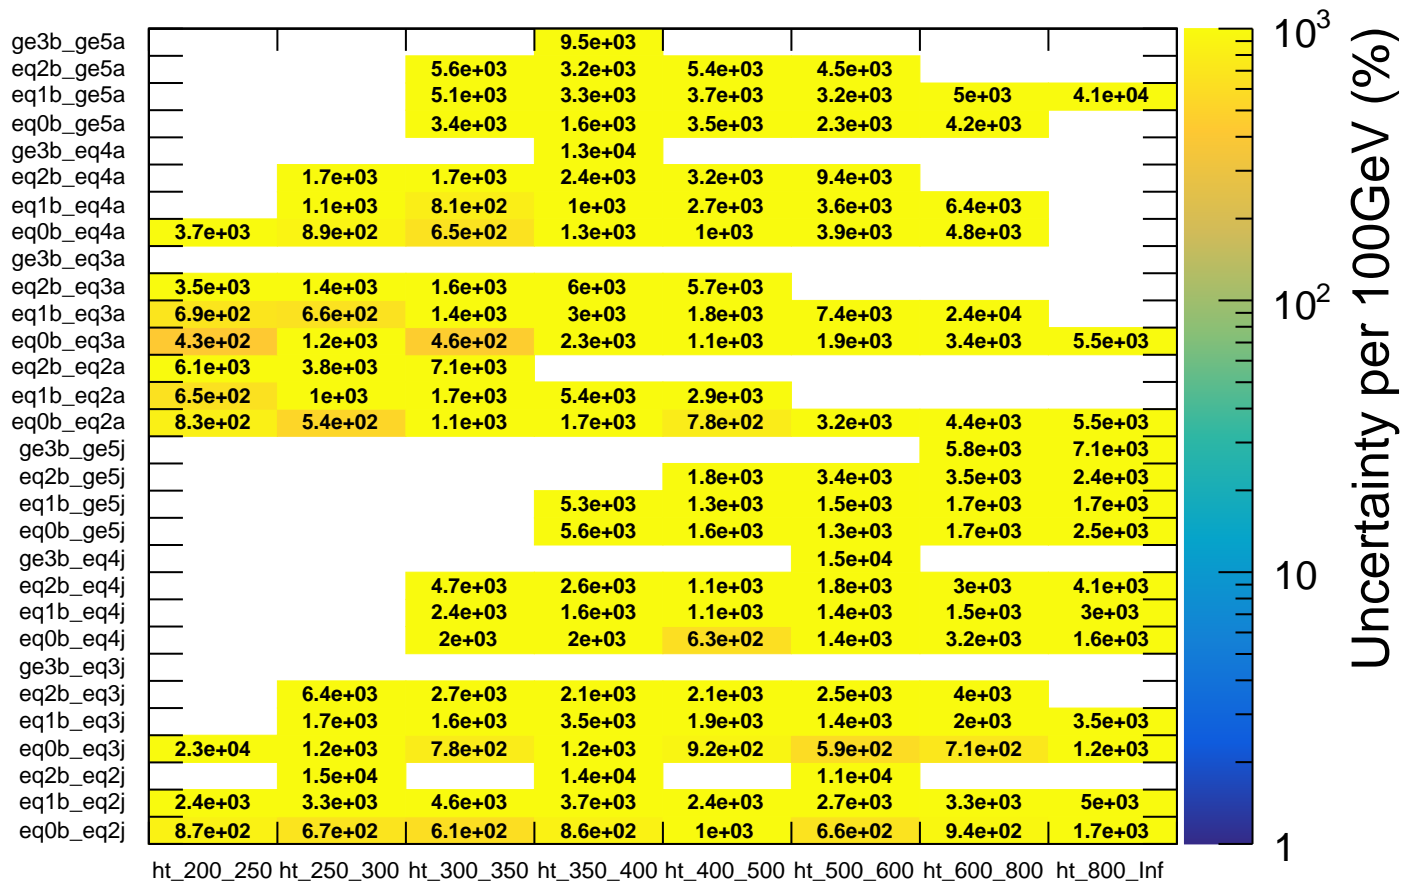 ge3b_ge5a 9.5e+03
eq2b_ge5a 5.6e+03 3.2e+03 5.4e+03 4.5e+03
eq1b_ge5a 5.1e+03 3.3e+03 3.7e+03 3.2e+03 5e+03 4.1e+04
eq0b_ge5a 3.4e+03 1.6e+03 3.5e+03 2.3e+03 4.2e+03
ge3b_eq4a 1.3e+04
eq2b_eq4a 1.7e+03 1.7e+03 2.4e+03 3.2e+03 9.4e+03
eq1b_eq4a 1.1e+03 8.1e+02 1e+03 2.7e+03 3.6e+03 6.4e+03
eq0b_eq4a 3.7e+03 8.9e+02 6.5e+02 1.3e+03 1e+03 3.9e+03 4.8e+03
ge3b_eq3a
eq2b_eq3a 3.5e+03 1.4e+03 1.6e+03 6e+03 5.7e+03
eq1b_eq3a 6.9e+02 6.6e+02 1.4e+03 3e+03 1.8e+03 7.4e+03 2.4e+04
eq0b_eq3a 4.3e+02 1.2e+03 4.6e+02 2.3e+03 1.1e+03 1.9e+03 3.4e+03 5.5e+03
eq2b_eq2a 6.1e+03 3.8e+03 7.1e+03
eq1b_eq2a 6.5e+02 1e+03 1.7e+03 5.4e+03 2.9e+03
eq0b_eq2a 8.3e+02 5.4e+02 1.1e+03 1.7e+03 7.8e+02 3.2e+03 4.4e+03 5.5e+03
ge3b_ge5j 5.8e+03 7.1e+03
eq2b_ge5j 1.8e+03 3.4e+03 3.5e+03 2.4e+03
eq1b_ge5j 5.3e+03 1.3e+03 1.5e+03 1.7e+03 1.7e+03
eq0b_ge5j 5.6e+03 1.6e+03 1.3e+03 1.7e+03 2.5e+03
ge3b_eq4j 1.5e+04
eq2b_eq4j 4.7e+03 2.6e+03 1.1e+03 1.8e+03 3e+03 4.1e+03
eq1b_eq4j 2.4e+03 1.6e+03 1.1e+03 1.4e+03 1.5e+03 3e+03
eq0b_eq4j 2e+03 2e+03 6.3e+02 1.4e+03 3.2e+03 1.6e+03
ge3b_eq3j
eq2b_eq3j 6.4e+03 2.7e+03 2.1e+03 2.1e+03 2.5e+03 4e+03
eq1b_eq3j 1.7e+03 1.6e+03 3.5e+03 1.9e+03 1.4e+03 2e+03 3.5e+03
eq0b_eq3j 2.3e+04 1.2e+03 7.8e+02 1.2e+03 9.2e+02 5.9e+02 7.1e+02 1.2e+03
eq2b_eq2j 1.5e+04 1.4e+04 1.1e+04
eq1b_eq2j 2.4e+03 3.3e+03 4.6e+03 3.7e+03 2.4e+03 2.7e+03 3.3e+03 5e+03
eq0b_eq2j 8.7e+02 6.7e+02 6.1e+02 8.6e+02 1e+03 6.6e+02 9.4e+02 1.7e+03
ht_200_250 ht_250_300 ht_300_350 ht_350_400 ht_400_500 ht_500_600 ht_600_800 ht_800_Inf
10³
10²
10
1
Uncertainty per 100GeV (%)